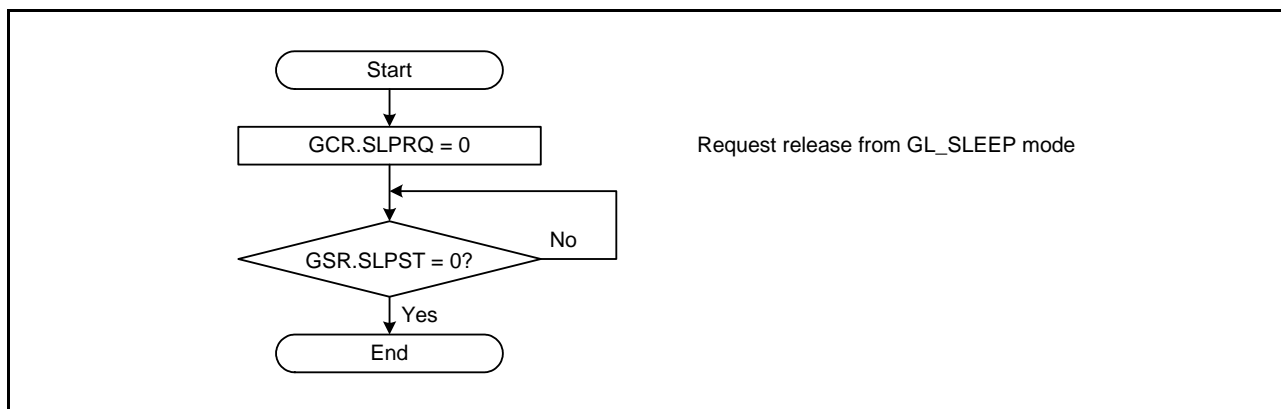 Start
GCR.SLPRQ = 0
Request release from GL_SLEEP mode
No
GSR.SLPST = 0?
Yes
End